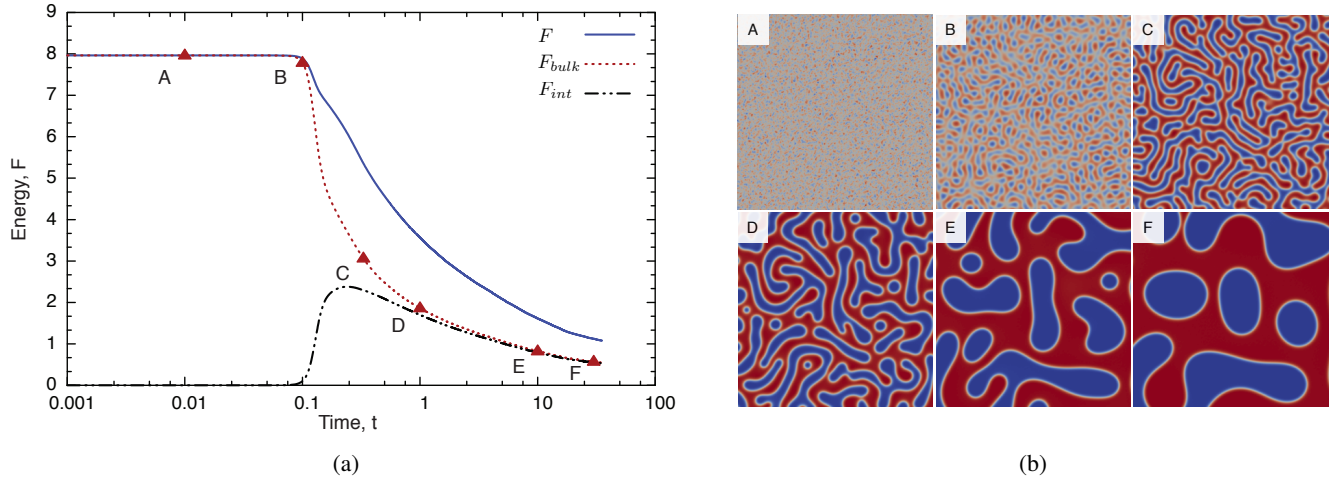 9
8
7
6
5
4
3
2
1
0
Energy, F
0.001 0.01 0.1 1 10 100
Time, t
F
F_bulk
F_int
A
B
C
D
E
F
(a)
A B C
D E F
(b)